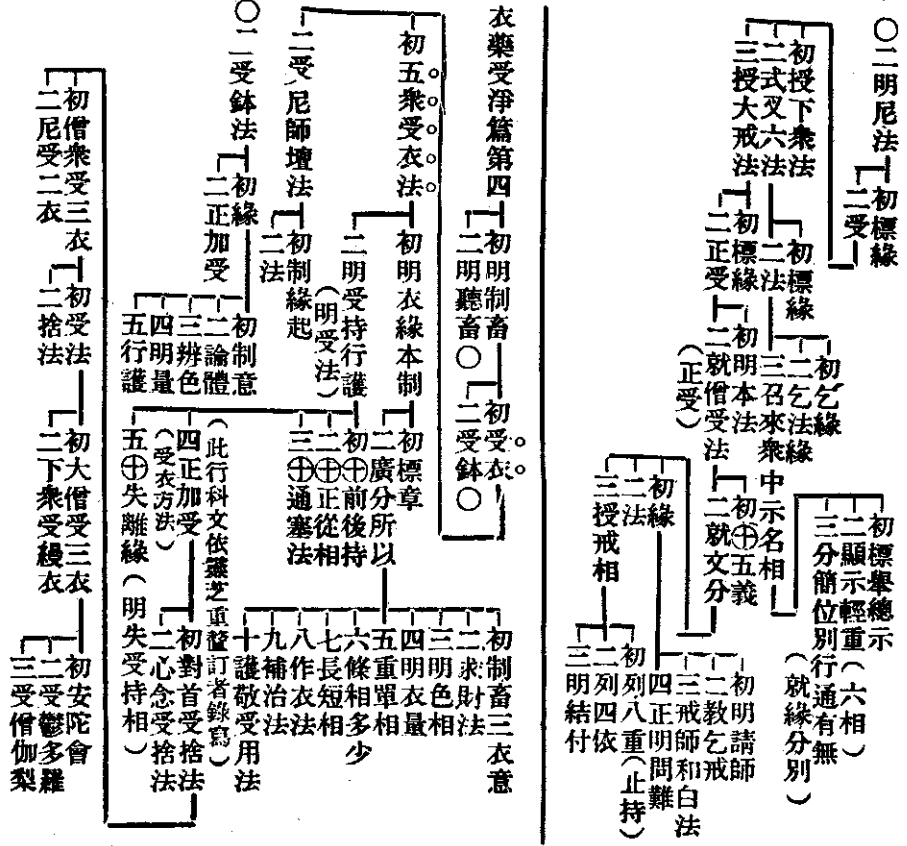 ○二明尼法
初標緣
二受
初授下衆法
二式叉六法
三授大戒法
初標緣
二法
初乞緣
二乞法緣
三召來衆中示名相
初標舉總示
二顯示輕重(六相)
三分簡位別行通有無
(就緣分別)
初標緣
二正受
初明本法
二就僧受法
(正受)
初㊉五義
二就文分
初緣
二法
三授戒相
初明請師
二教乞戒
三戒師和白法
四正明問難
初列八重(止持)
二列四依
三明結付
衣藥受淨篇第四
初明制畜
二明聽畜○
初受衣
二受鉢○
初五衆受衣法
二受尼師壇法
初明衣緣本制
二明受持行護
(明受法)
初標章
二廣分所以
初制畜三衣意
二求財法
三明色相
四明衣量
五重單相
六條相多少
七長短相
八作衣法
九補治法
十護敬受用法
初㊉前後持
二㊉正從相
三㊉通塞法
(此行科文依靈芝重釐訂者錄寫)
四正加受
(受衣方法)
五㊉失離緣(明失受持相)
初對首受捨法
二心念受捨法
初制緣起
二法
○二受鉢法
初緣
二正加受
初制意
二論體
三辨色
四明量
五行護
初僧衆受三衣
二尼受二衣
初受法
二捨法
初大僧受三衣
二下衆受縵衣
初安陀會
二受鬱多羅
三受僧伽梨